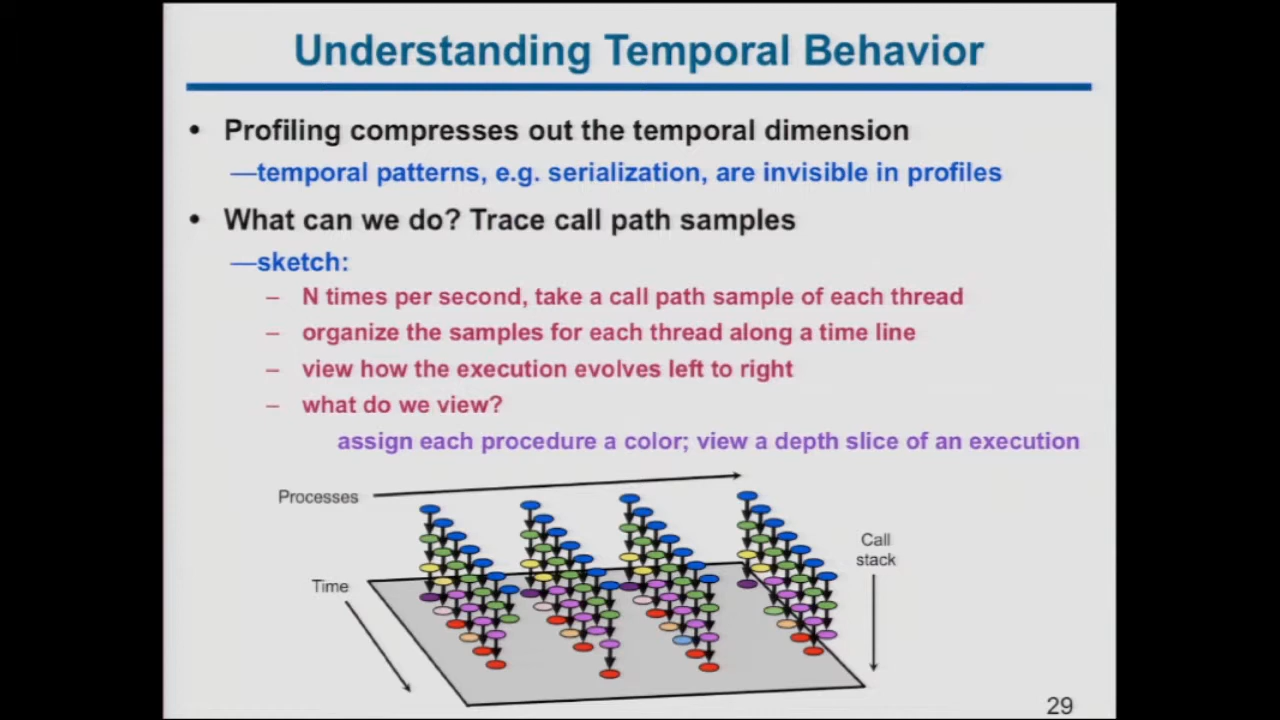 Understanding Temporal Behavior
• Profiling compresses out the temporal dimension
—temporal patterns, e.g. serialization, are invisible in profiles
• What can we do? Trace call path samples
—sketch:
– N times per second, take a call path sample of each thread
– organize the samples for each thread along a time line
– view how the execution evolves left to right
– what do we view?
assign each procedure a color; view a depth slice of an execution
Processes
Call
stack
Time
29